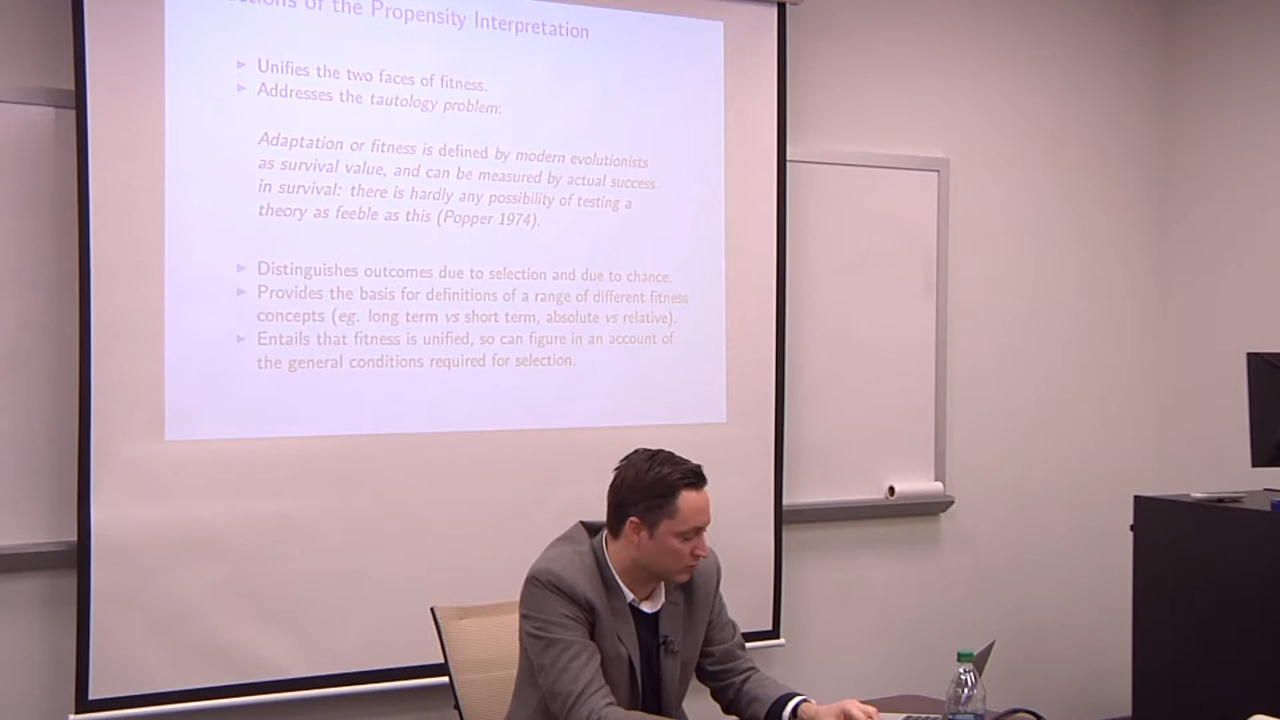 of the Propensity Interpretation
Unifies the two faces of fitness.
Addresses the tautology problem:
Adaptation or fitness is defined by modern evolutionists
as survival value, and can be measured by actual success
in survival: there is hardly any possibility of testing a
theory as feeble as this (Popper 1974).
Distinguishes outcomes due to selection and due to chance.
Provides the basis for definitions of a range of different fitness
concepts (eg. long term vs short term, absolute vs relative).
Entails that fitness is unified, so can figure in an account of
the general conditions required for selection.